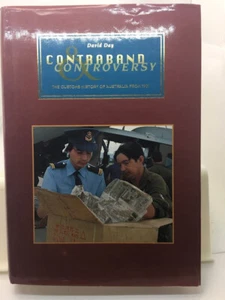 David Day
CONTRABAND
& CONTROVERSY
THE CUSTOMS HISTORY OF AUSTRALIA FROM 1901